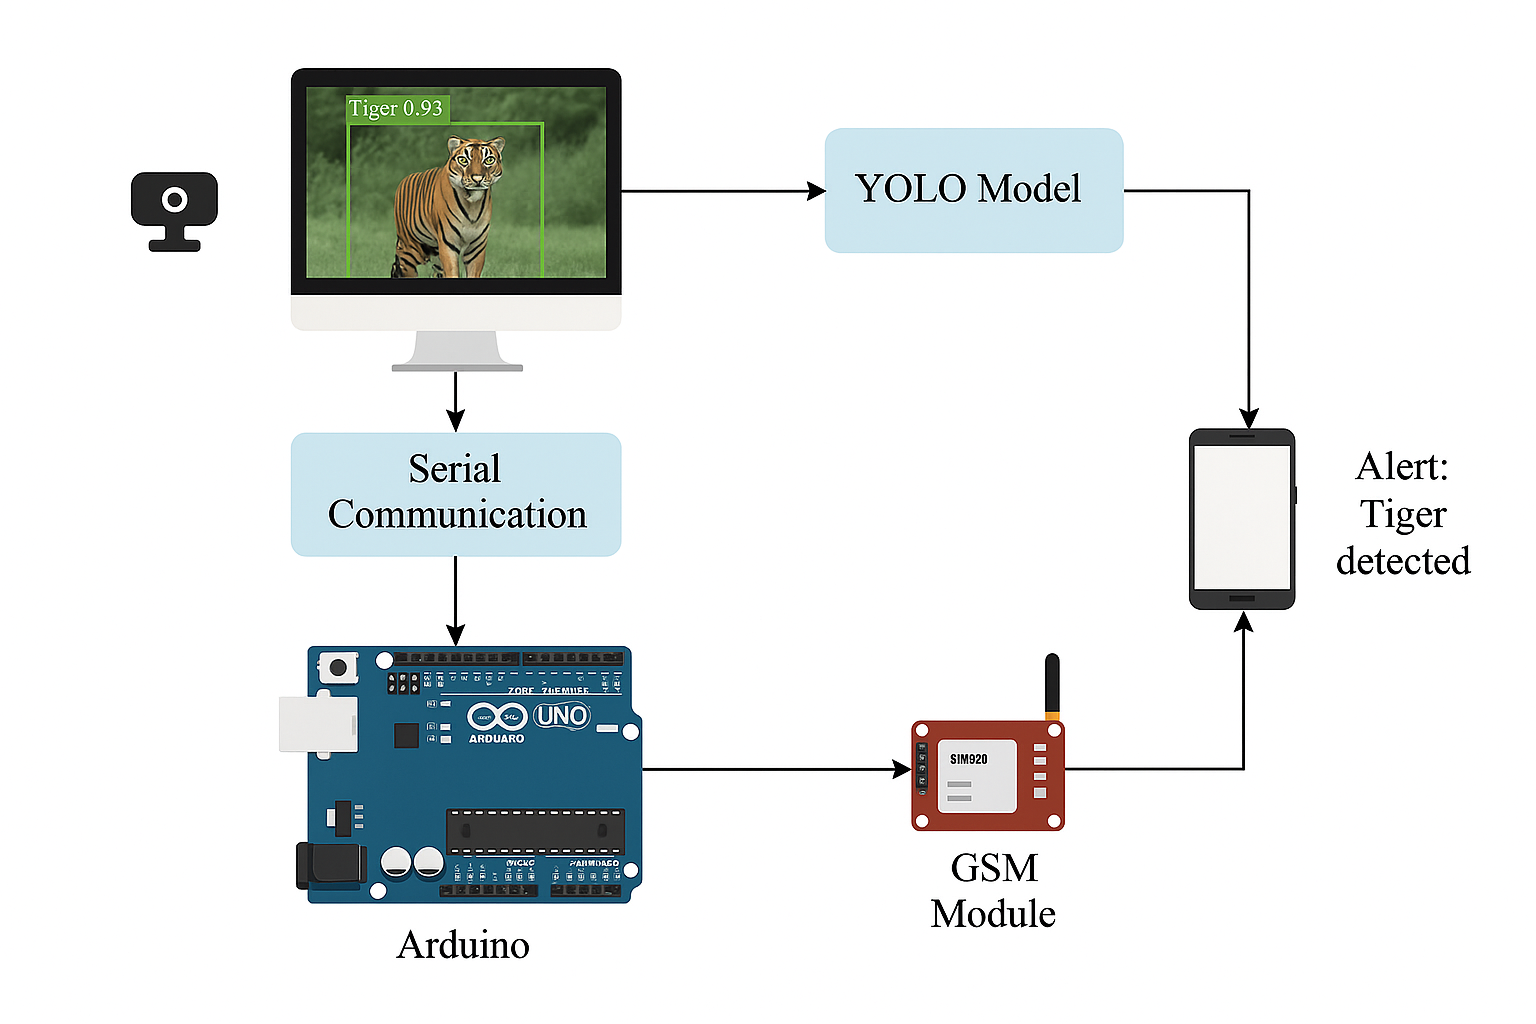 Tiger 0.93
YOLO Model
Serial
Communication
Alert:
Tiger
detected
UNO
ARDUARO
SIM920
GSM
Module
Arduino